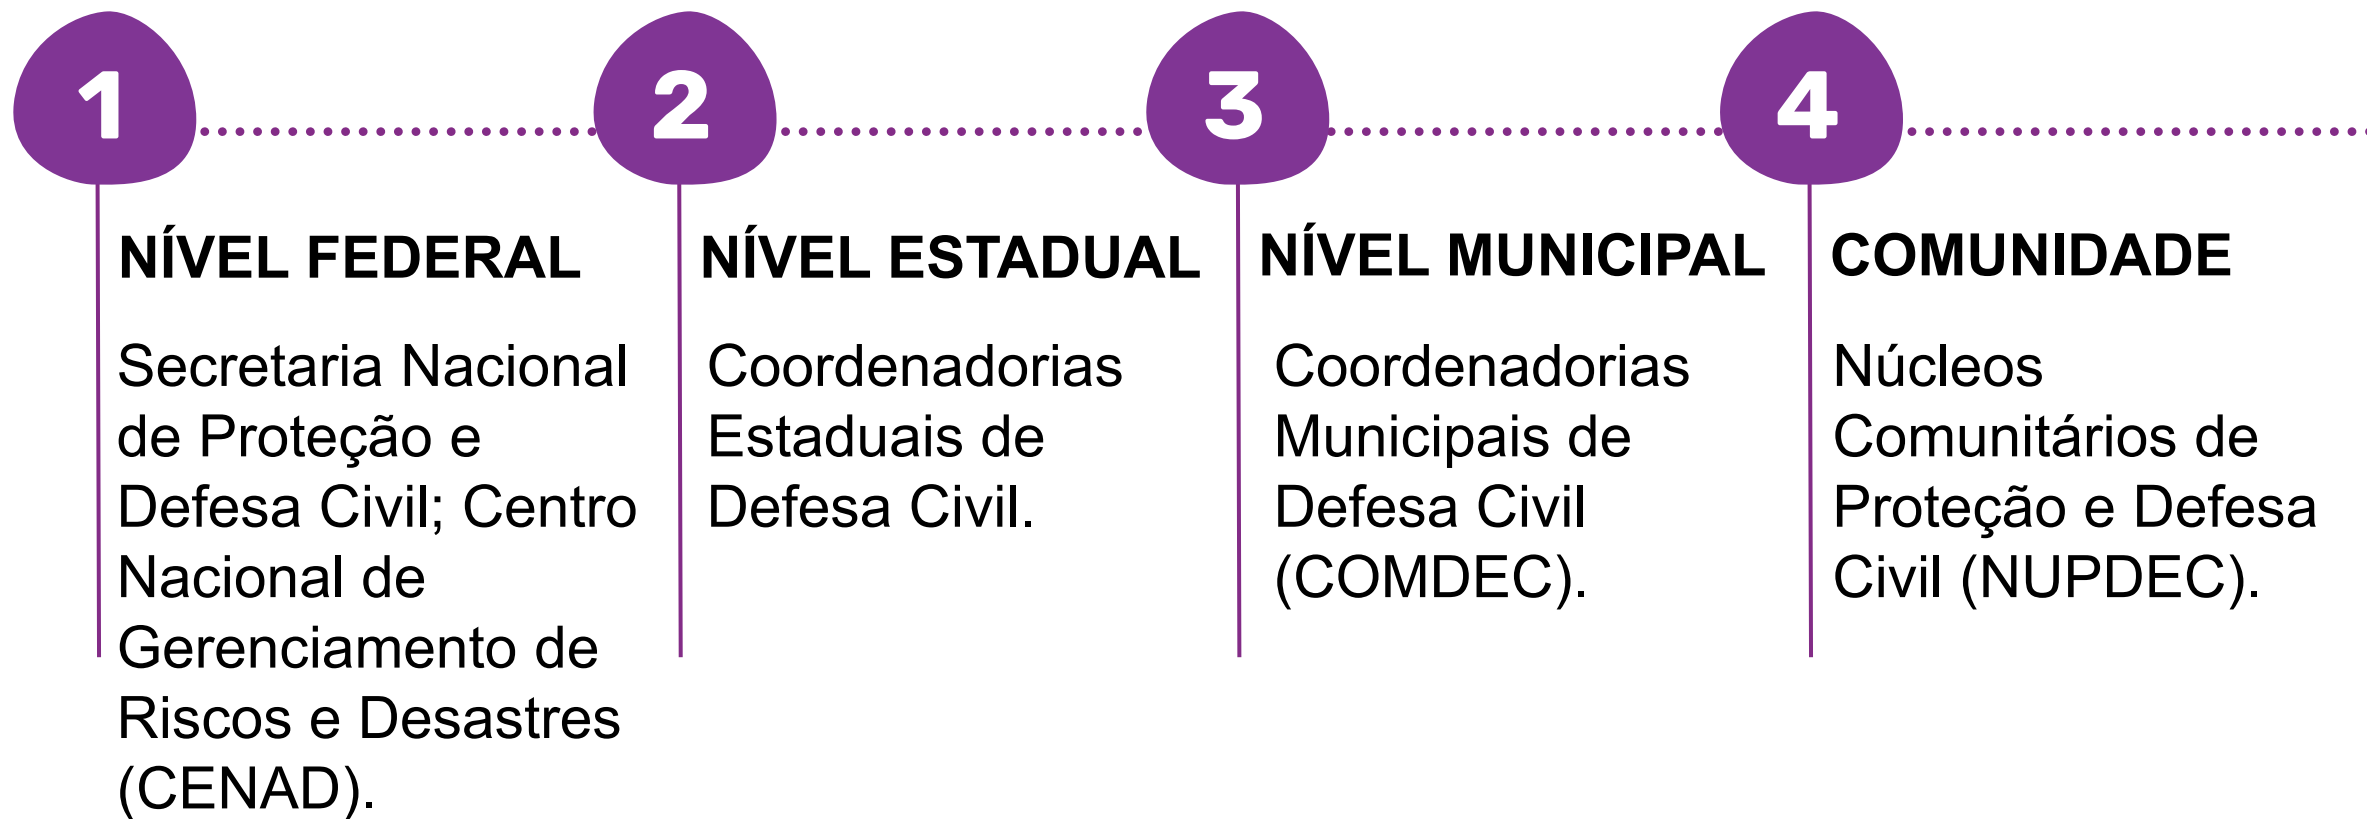 1
NÍVEL FEDERAL
Secretaria Nacional
de Proteção e
Defesa Civil; Centro
Nacional de
Gerenciamento de
Riscos e Desastres
(CENAD).
2
NÍVEL ESTADUAL
Coordenadorias
Estaduais de
Defesa Civil.
3
NÍVEL MUNICIPAL
Coordenadorias
Municipais de
Defesa Civil
(COMDEC).
4
COMUNIDADE
Núcleos
Comunitários de
Proteção e Defesa
Civil (NUPDEC).